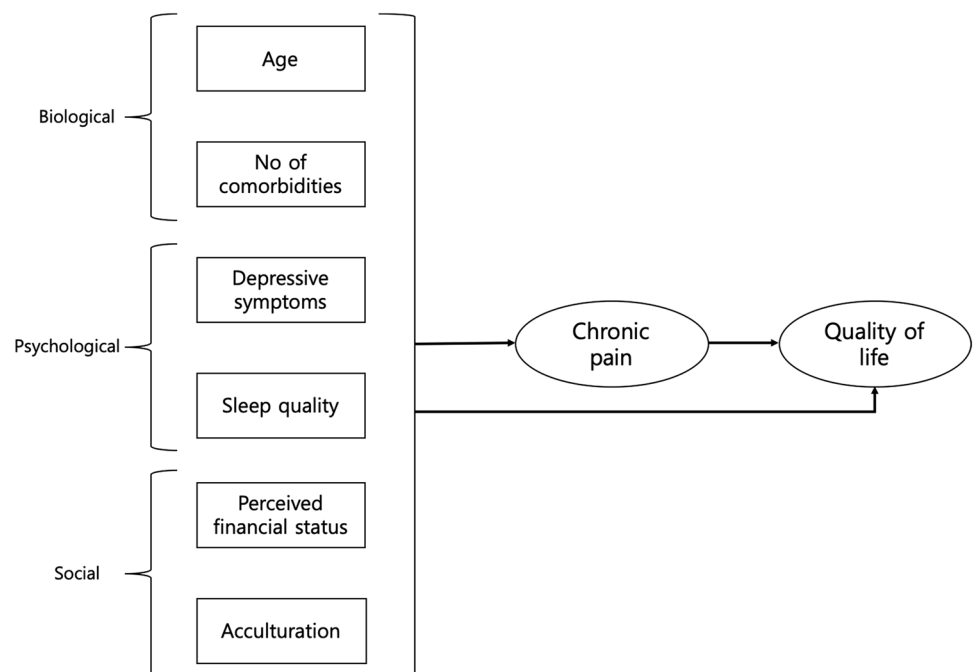 Biological
Age
No of
comorbidities
Psychological
Depressive
symptoms
Sleep quality
Social
Perceived
financial status
Acculturation
Chronic
pain
Quality of
life